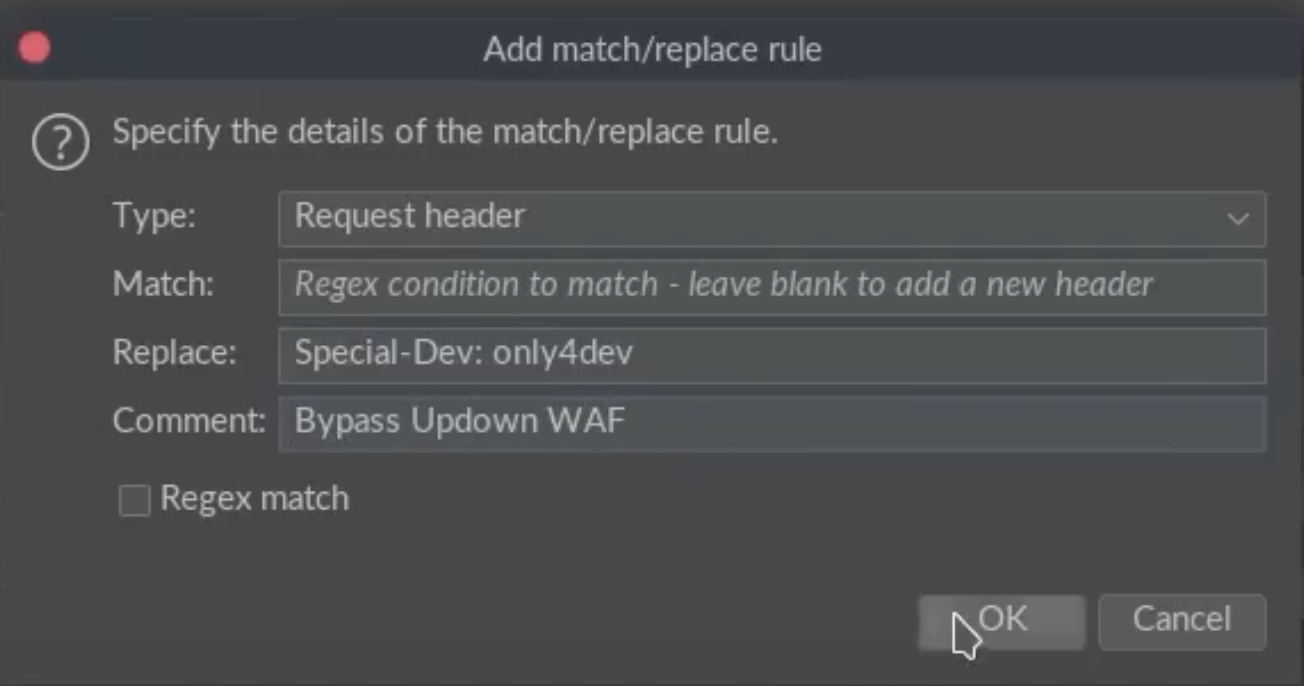 Add match/replace rule
? Specify the details of the match/replace rule.
Type: Request header
Match: Regex condition to match - leave blank to add a new header
Replace: Special-Dev: only4dev
Comment: Bypass Updown WAF
Regex match
OK Cancel